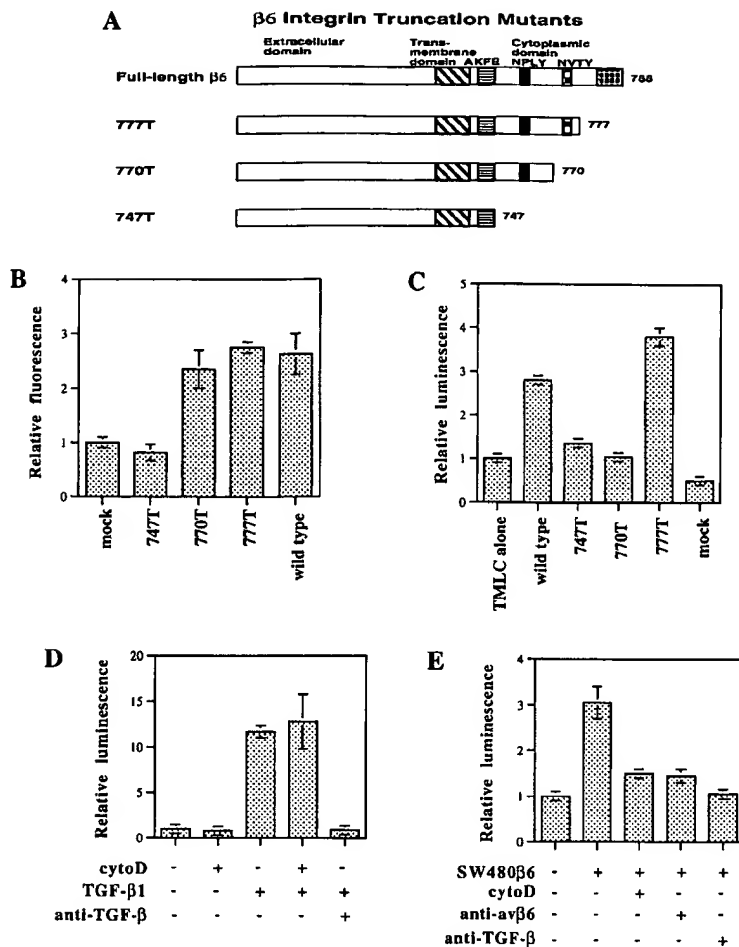 A
β6 Integrin Truncation Mutants
Extracellular domain
Trans-membrane domain
Cytoplasmic domain
AKFE
NPLY
NVTY
Full-length β6
788
777T
777
770T
770
747T
747
B
Relative fluorescence
4
3
2
1
0
mock
747T
770T
777T
wild type
C
Relative luminescence
5
4
3
2
1
0
TMLC alone
wild type
747T
770T
777T
mock
D
Relative luminescence
20
15
10
5
0
cytoD - + - + -
TGF-β1 - - + + +
anti-TGF-β - - - - +
E
Relative luminescence
4
3
2
1
0
SW480β6 - + + + +
cytoD - - + - -
anti-avβ6 - - - + -
anti-TGF-β - - - - +